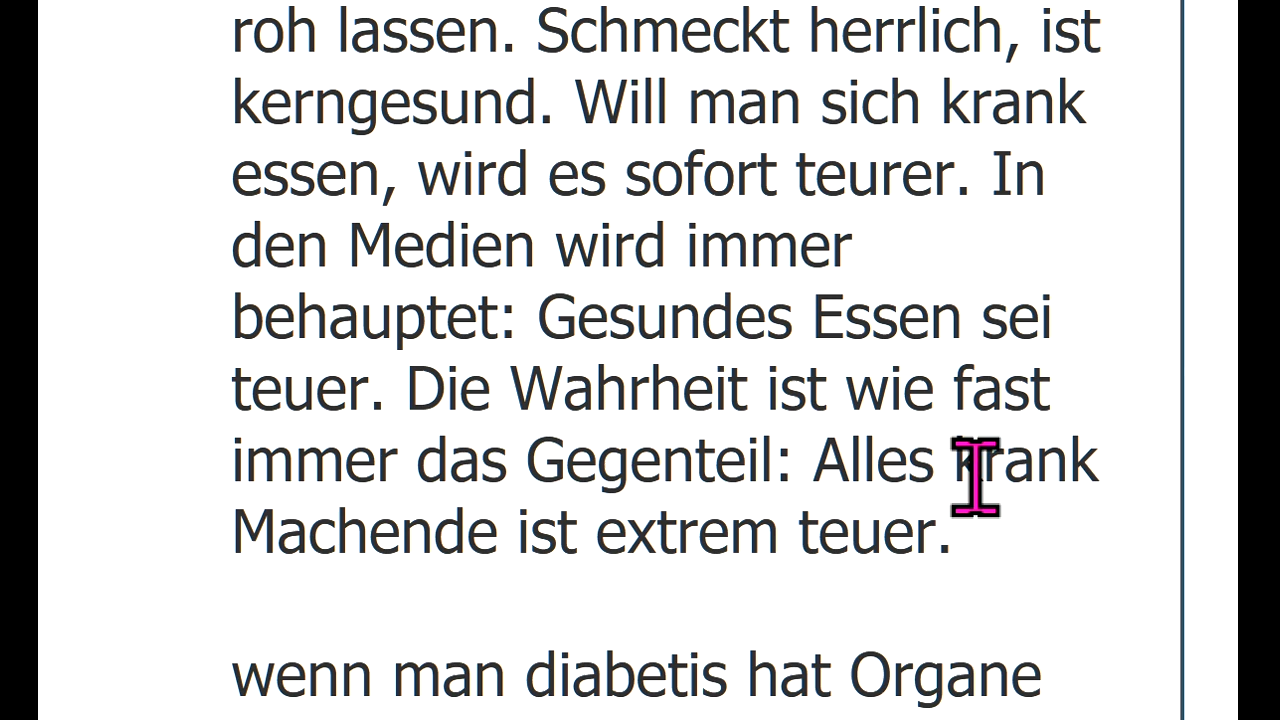 roh lassen. Schmeckt herrlich, ist
kerngesund. Will man sich krank
essen, wird es sofort teurer. In
den Medien wird immer
behauptet: Gesundes Essen sei
teuer. Die Wahrheit ist wie fast
immer das Gegenteil: Alles krank
Machende ist extrem teuer.
wenn man diabetis hat Organe